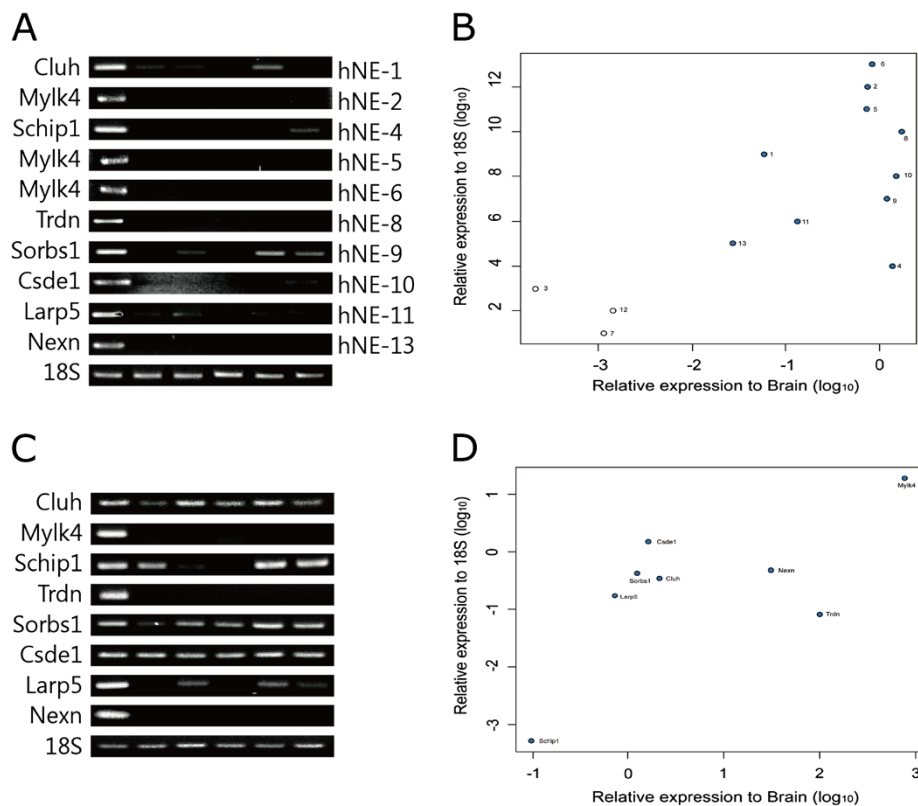 A
Cluh hNE-1
Mylk4 hNE-2
Schip1 hNE-4
Mylk4 hNE-5
Mylk4 hNE-6
Trdn hNE-8
Sorbs1 hNE-9
Csde1 hNE-10
Larp5 hNE-11
Nexn hNE-13
18S
B
Relative expression to 18S (log10)
12
10
8
6
4
2
6
2
5
8
1
10
9
11
13
4
3
12
7
-3 -2 -1 0
Relative expression to Brain (log10)
C
Cluh
Mylk4
Schip1
Trdn
Sorbs1
Csde1
Larp5
Nexn
18S
D
Relative expression to 18S (log10)
1
0
-1
-2
-3
Mylk4
Csde1
Nexn
Sorbs1
Cluh
Larp5
Trdn
Schip1
-1 0 1 2 3
Relative expression to Brain (log10)